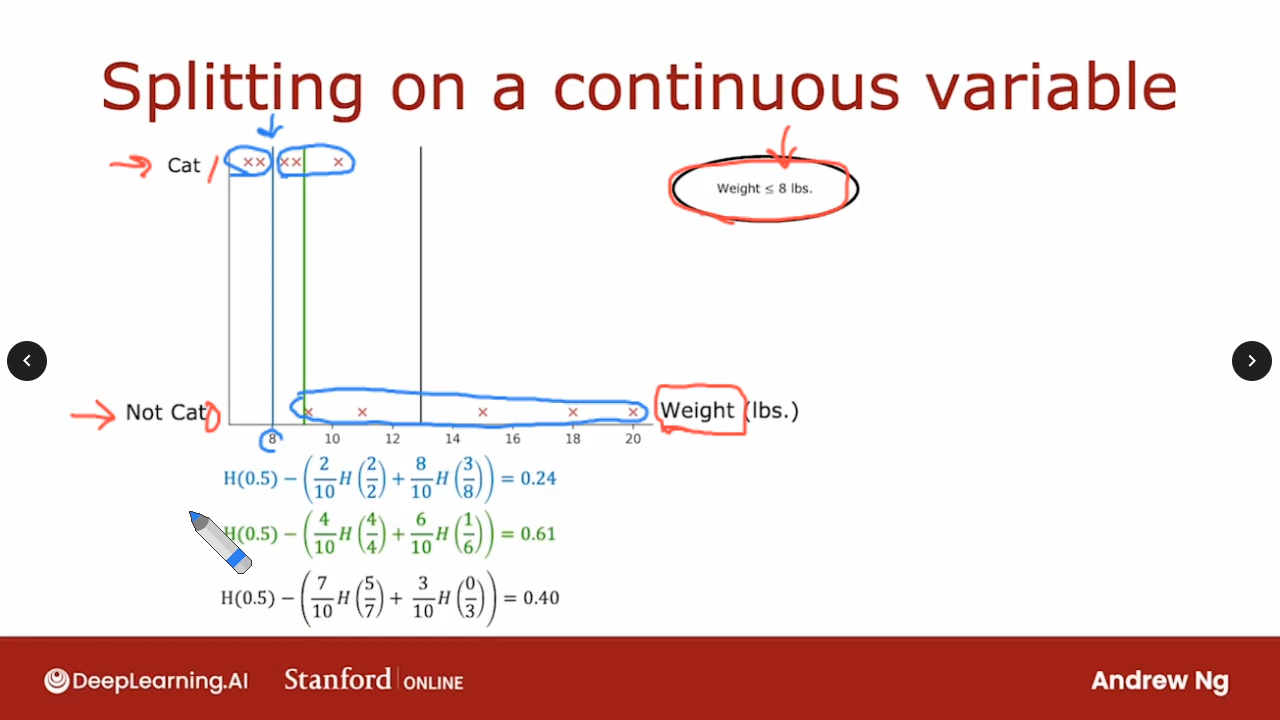 Splitting on a continuous variable
Cat 1
Weight ≤ 8 lbs.
Not Cat 0
Weight (lbs.)
8 10 12 14 16 18 20
H(0.5) − (2/10 H(2/2) + 8/10 H(3/8)) = 0.24
H(0.5) − (4/10 H(4/4) + 6/10 H(1/6)) = 0.61
H(0.5) − (7/10 H(5/7) + 3/10 H(0/3)) = 0.40
DeepLearning.AI Stanford | ONLINE Andrew Ng